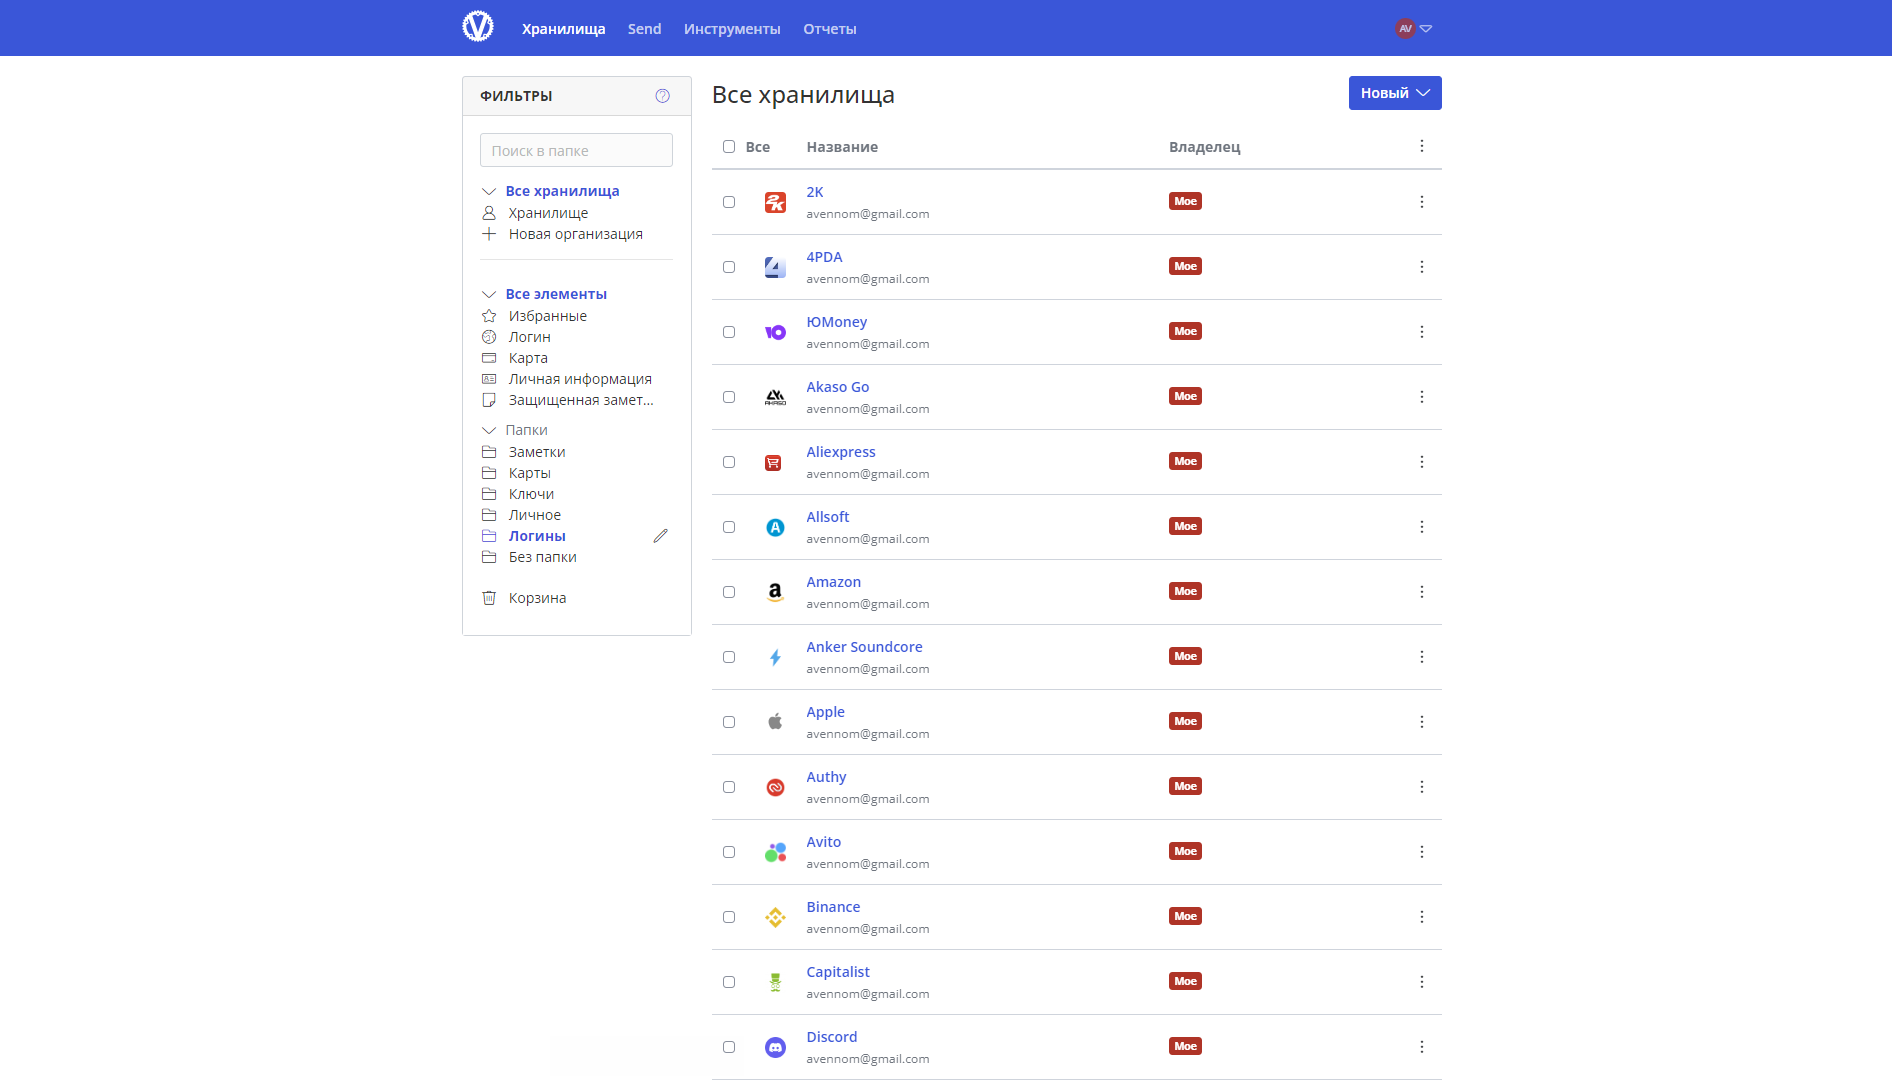 Хранилища Send Инструменты Отчеты AV
ФИЛЬТРЫ
Поиск в папке
Все хранилища
Хранилище
Новая организация
Все элементы
Избранные
Логин
Карта
Личная информация
Защищенная замет...
Папки
Заметки
Карты
Ключи
Личное
Логины
Без папки
Корзина
Все хранилища
Новый
Все Название Владелец
2K
avennom@gmail.com
Мое
4PDA
avennom@gmail.com
Мое
ЮMoney
avennom@gmail.com
Мое
Akaso Go
avennom@gmail.com
Мое
Aliexpress
avennom@gmail.com
Мое
Allsoft
avennom@gmail.com
Мое
Amazon
avennom@gmail.com
Мое
Anker Soundcore
avennom@gmail.com
Мое
Apple
avennom@gmail.com
Мое
Authy
avennom@gmail.com
Мое
Avito
avennom@gmail.com
Мое
Binance
avennom@gmail.com
Мое
Capitalist
avennom@gmail.com
Мое
Discord
avennom@gmail.com
Мое